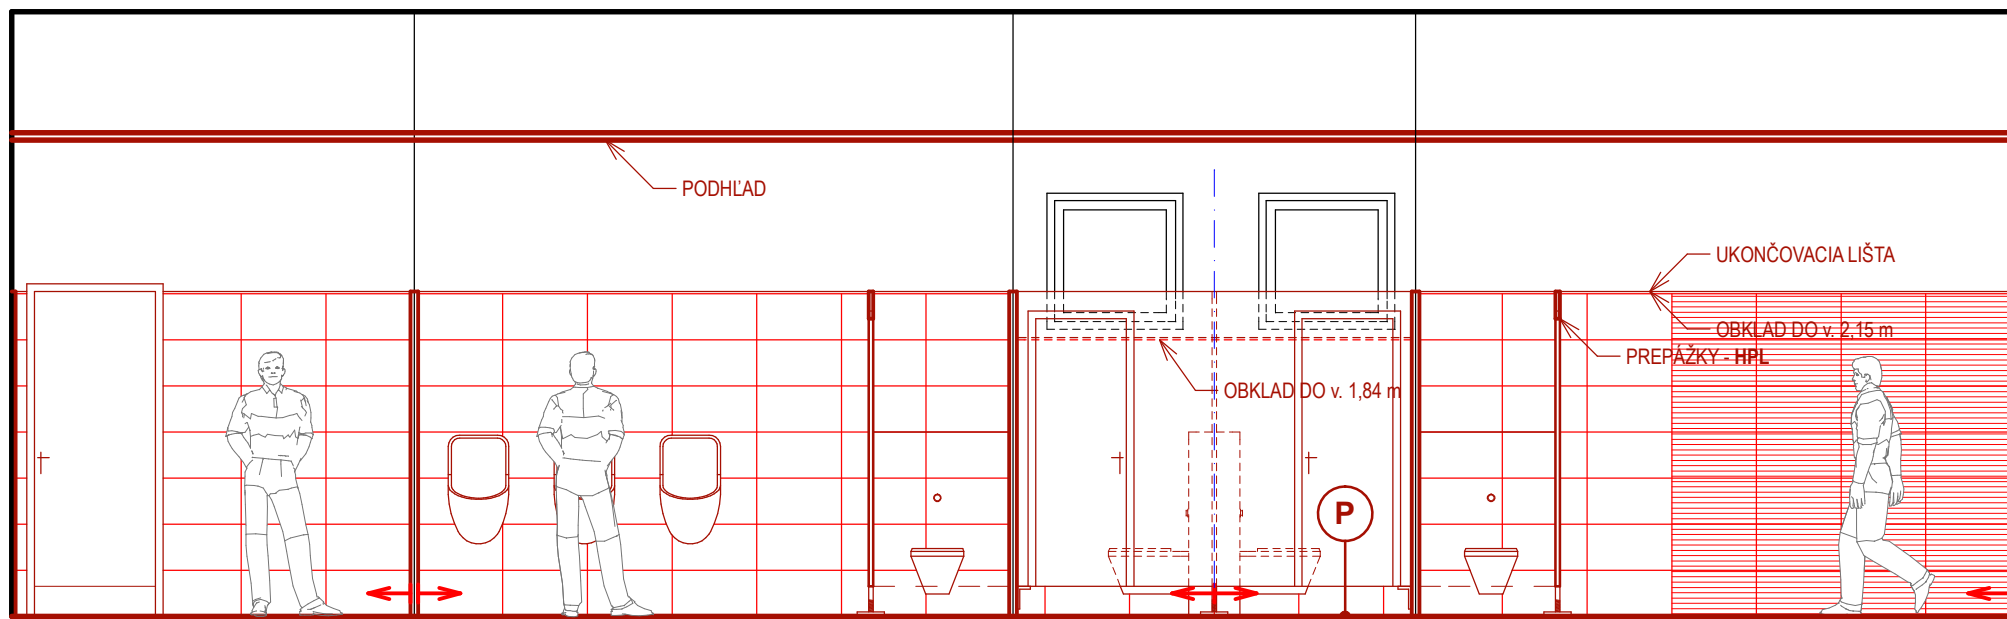 PODHĽAD
UKONČOVACIA LIŠTA
OBKLAD DO v. 2,15 m
PREPÁŽKY - HPL
OBKLAD DO v. 1,84 m
P